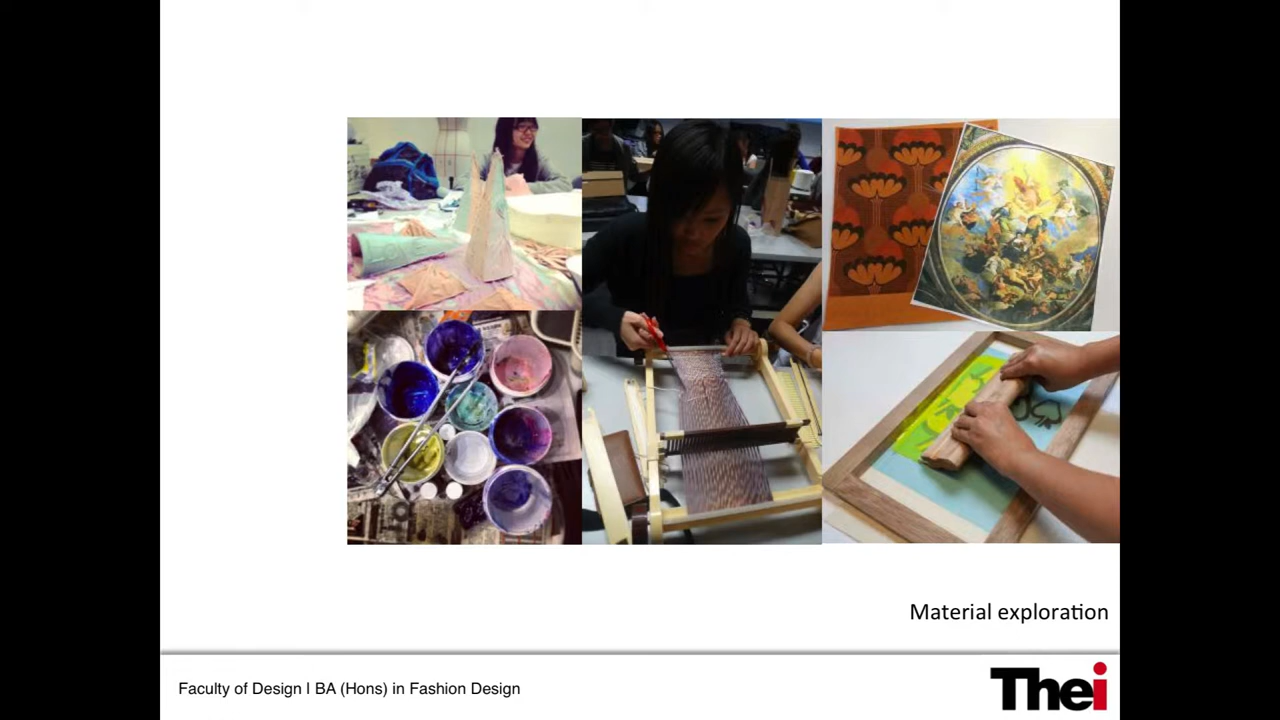 Material exploration
Faculty of Design I BA (Hons) in Fashion Design
Thei